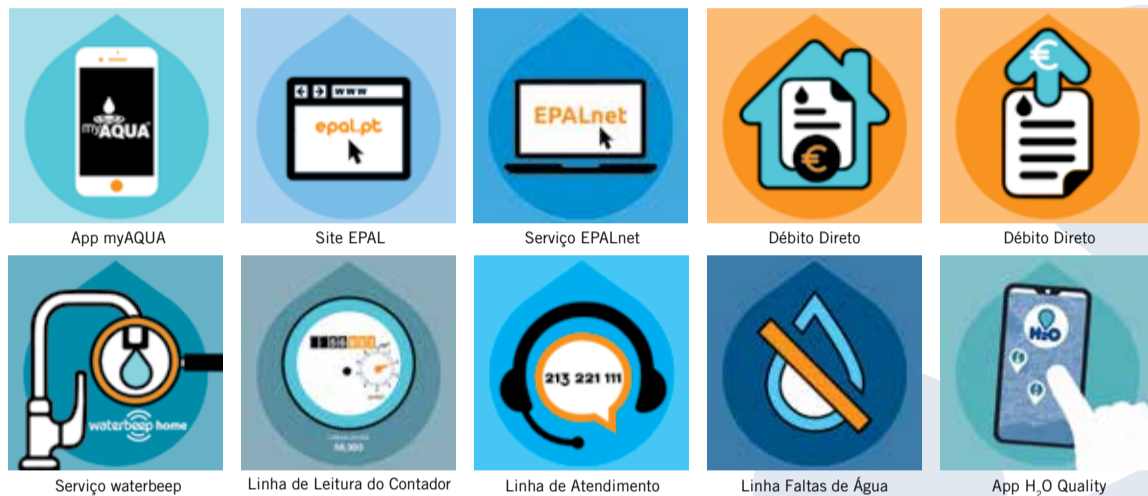 myAQUA
App myAQUA
www
epal.pt
Site EPAL
EPALnet
Serviço EPALnet
€
Débito Direto
€
Débito Direto
waterbeep home
Serviço waterbeep
Linha de Leitura do Contador
213 221 111
Linha de Atendimento
Linha Faltas de Água
H₂O
App H₂O Quality